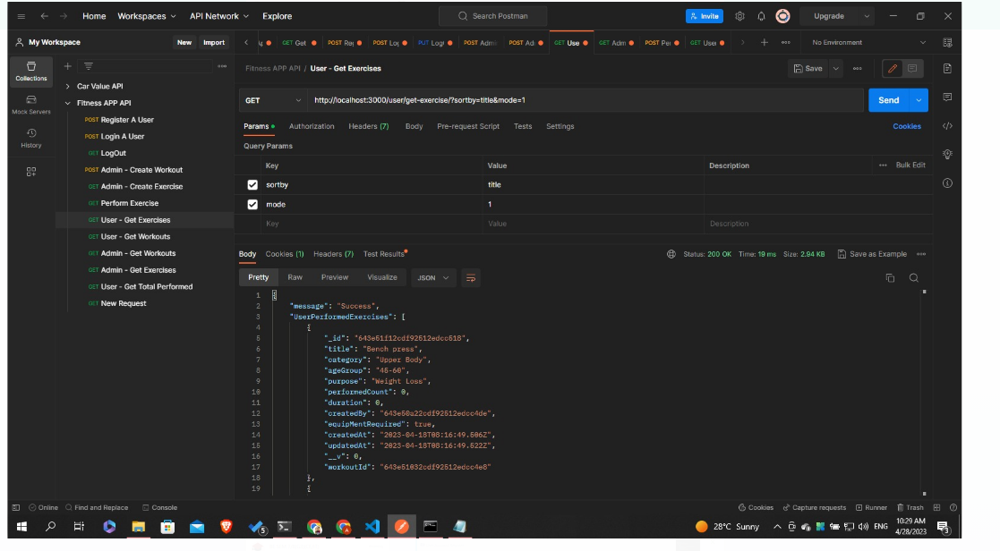 Home Workspaces API Network Explore Search Postman Invite Upgrade
My Workspace New Import GET Get POST Reg POST Log PUT POST Adm POST GET Use GET Adm POST GET User No Environment
Collections
Mock Servers
History
Car Value API
Fitness APP API
POST Register A User
POST Login A User
GET LogOut
POST Admin - Create Workout
GET Admin - Create Exercise
GET Perform Exercise
GET User - Get Exercises
GET User - Get Workouts
GET Admin - Get Workouts
GET Admin - Get Exercises
GET User - Get Total Performed
GET New Request
Fitness APP API / User - Get Exercises Save
GET http://localhost:3000/user/get-exercise/?sortby=title&mode=1 Send
Params Authorization Headers (7) Body Pre-request Script Tests Settings Cookies
Query Params
Key Value Description Bulk Edit
sortby title
mode 1
Key Value Description
Body Cookies (1) Headers (7) Test Results Status: 200 OK Time: 19 ms Size: 2.94 KB Save as Example
Pretty Raw Preview Visualize JSON
1 {
2 "message": "Success",
3 "UserPerformedExercises": [
4 {
5 "_id": "643e51f12cdf92512edcc518",
6 "title": "Bench press",
7 "category": "Upper Body",
8 "ageGroup": "46-60",
9 "purpose": "Weight Loss",
10 "performedCount": 0,
11 "duration": 0,
12 "createdBy": "643e50a22cdf92512edcc4de",
13 "equipMentRequired": true,
14 "createdAt": "2023-04-18T08:16:49.506Z",
15 "updatedAt": "2023-04-18T08:16:49.522Z",
16 "__v": 0,
17 "workoutId": "643e51032cdf92512edcc4e8"
18 },
19 {
Online Find and Replace Console Cookies Capture requests Runner Trash
5 28°C Sunny ENG 10:29 AM
4/28/2023 3